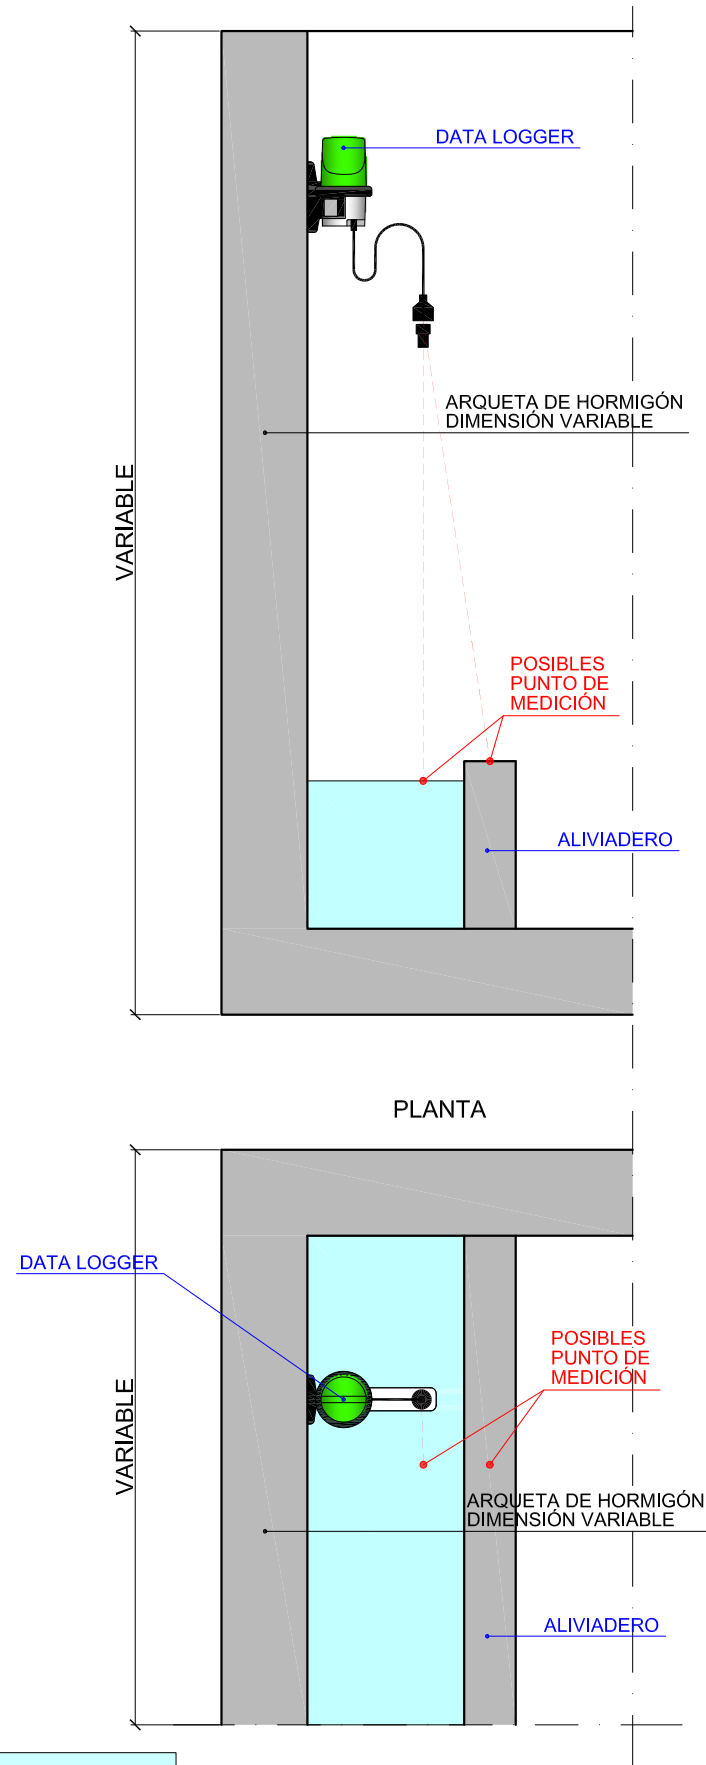 DATA LOGGER
ARQUETA DE HORMIGÓN
DIMENSIÓN VARIABLE
VARIABLE
POSIBLES
PUNTO DE
MEDICIÓN
ALIVIADERO
PLANTA
DATA LOGGER
POSIBLES
PUNTO DE
MEDICIÓN
VARIABLE
ARQUETA DE HORMIGÓN
DIMENSIÓN VARIABLE
ALIVIADERO